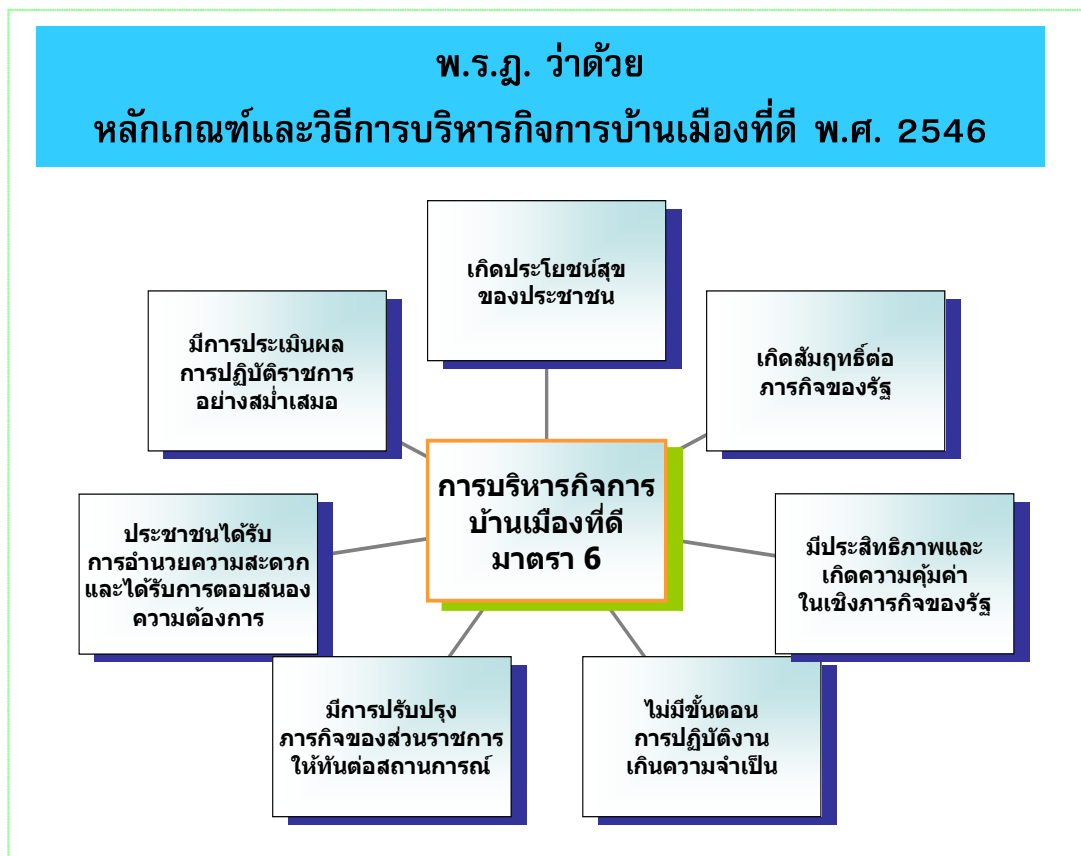 พ.ร.ฎ. ว่าด้วย
หลักเกณฑ์และวิธีการบริหารกิจการบ้านเมืองที่ดี พ.ศ. 2546
เกิดประโยชน์สุข
ของประชาชน
เกิดสัมฤทธิ์ต่อ
ภารกิจของรัฐ
มีประสิทธิภาพและ
เกิดความคุ้มค่า
ในเชิงภารกิจของรัฐ
ไม่มีขั้นตอน
การปฏิบัติงาน
เกินความจำเป็น
มีการปรับปรุง
ภารกิจของส่วนราชการ
ให้ทันต่อสถานการณ์
ประชาชนได้รับ
การอำนวยความสะดวก
และได้รับการตอบสนอง
ความต้องการ
มีการประเมินผล
การปฏิบัติราชการ
อย่างสม่ำเสมอ
การบริหารกิจการ
บ้านเมืองที่ดี
มาตรา 6